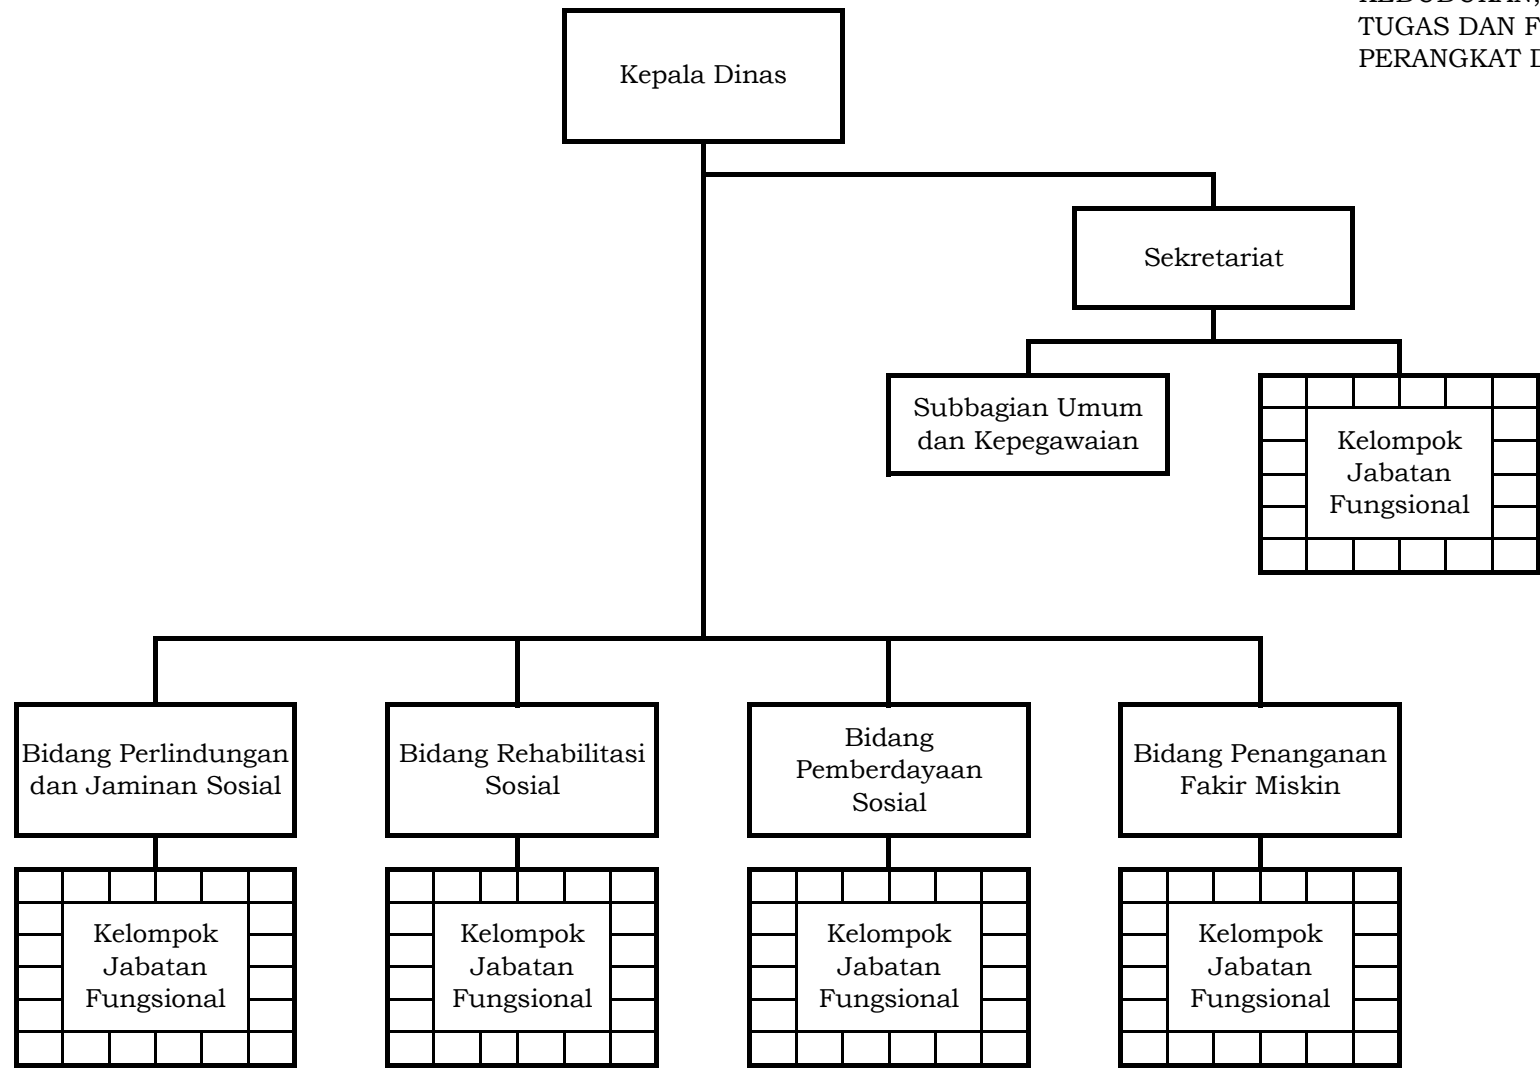 TUGAS DAN
PERANGKAT
Kepala Dinas
Sekretariat
Subbagian Umum
dan Kepegawaian
Kelompok
Jabatan
Fungsional
Bidang Perlindungan
dan Jaminan Sosial
Bidang Rehabilitasi
Sosial
Bidang
Pemberdayaan
Sosial
Bidang Penanganan
Fakir Miskin
Kelompok
Jabatan
Fungsional
Kelompok
Jabatan
Fungsional
Kelompok
Jabatan
Fungsional
Kelompok
Jabatan
Fungsional